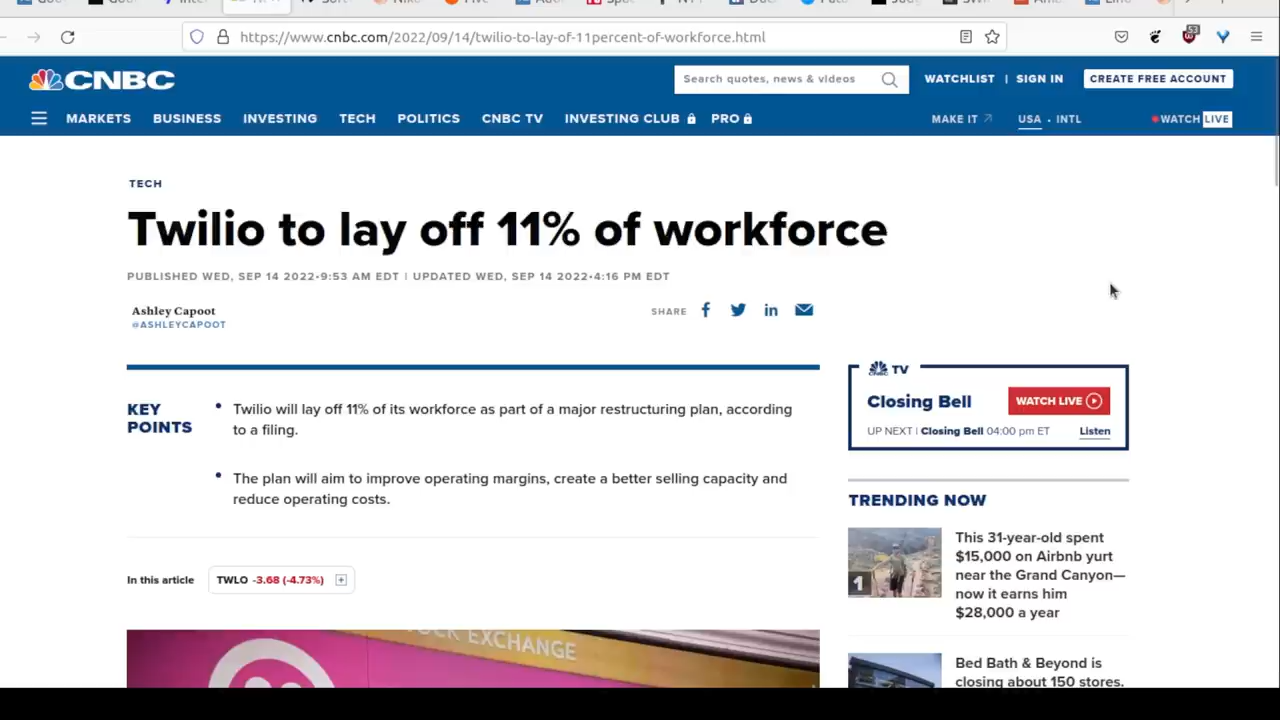 https://www.cnbc.com/2022/09/14/twilio-to-lay-of-11percent-of-workforce.html
53
CNBC
Search quotes, news & videos
WATCHLIST | SIGN IN
CREATE FREE ACCOUNT
MARKETS BUSINESS INVESTING TECH POLITICS CNBC TV INVESTING CLUB PRO
MAKE IT
USA • INTL
WATCH LIVE
TECH
Twilio to lay off 11% of workforce
PUBLISHED WED, SEP 14 2022•9:53 AM EDT | UPDATED WED, SEP 14 2022•4:16 PM EDT
Ashley Capoot
@ASHLEYCAPOOT
SHARE
KEY
POINTS
• Twilio will lay off 11% of its workforce as part of a major restructuring plan, according
to a filing.
• The plan will aim to improve operating margins, create a better selling capacity and
reduce operating costs.
In this article
TWLO -3.68 (-4.73%)
STOCK EXCHANGE
CNBC TV
Closing Bell
WATCH LIVE
UP NEXT | Closing Bell 04:00 pm ET
Listen
TRENDING NOW
1
This 31-year-old spent
$15,000 on Airbnb yurt
near the Grand Canyon—
now it earns him
$28,000 a year
Bed Bath & Beyond is
closing about 150 stores.